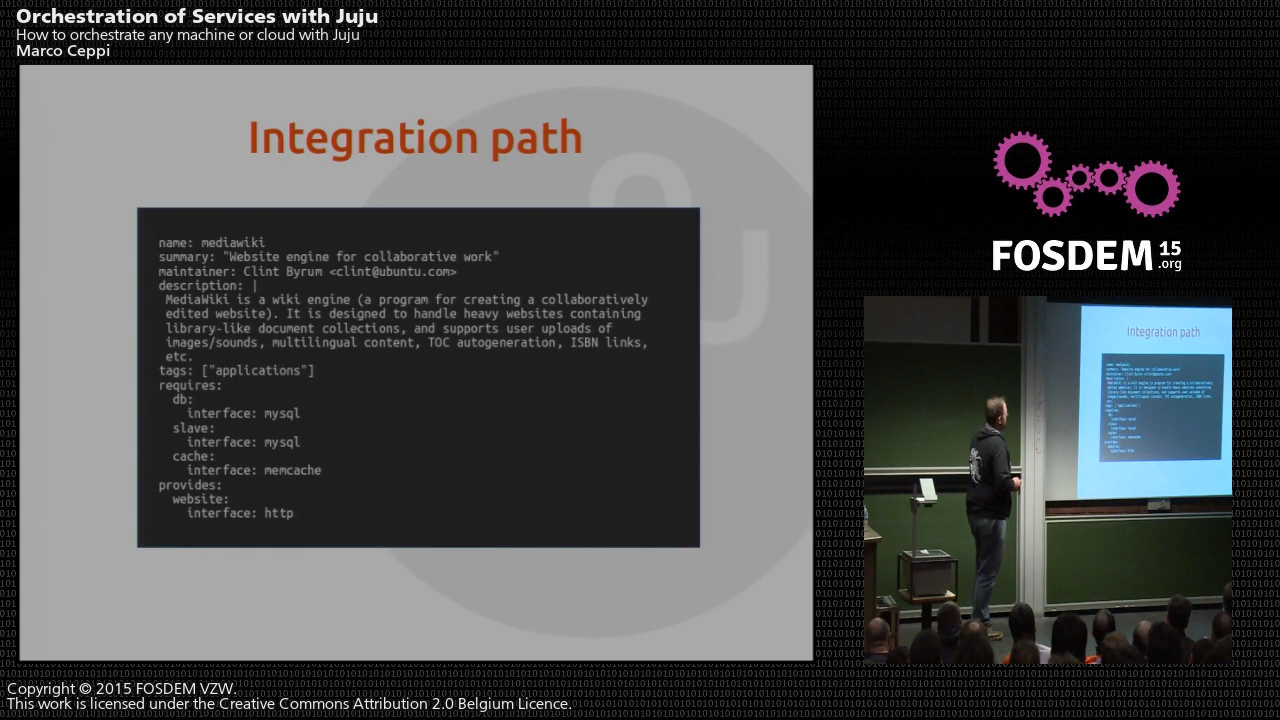 Orchestration of Services with Juju
How to orchestrate any machine or cloud with Juju
Marco Ceppi
Integration path
name: mediawiki
summary: "Website engine for collaborative work"
maintainer: Clint Byrum <clint@ubuntu.com>
description: |
MediaWiki is a wiki engine (a program for creating a collaboratively
edited website). It is designed to handle heavy websites containing
library-like document collections, and supports user uploads of
images/sounds, multilingual content, TOC autogeneration, ISBN links,
etc.
tags: ["applications"]
requires:
db:
interface: mysql
slave:
interface: mysql
cache:
interface: memcache
provides:
website:
interface: http
FOSDEM 15
.org
Integration path
Copyright © 2015 FOSDEM VZW.
This work is licensed under the Creative Commons Attribution 2.0 Belgium Licence.